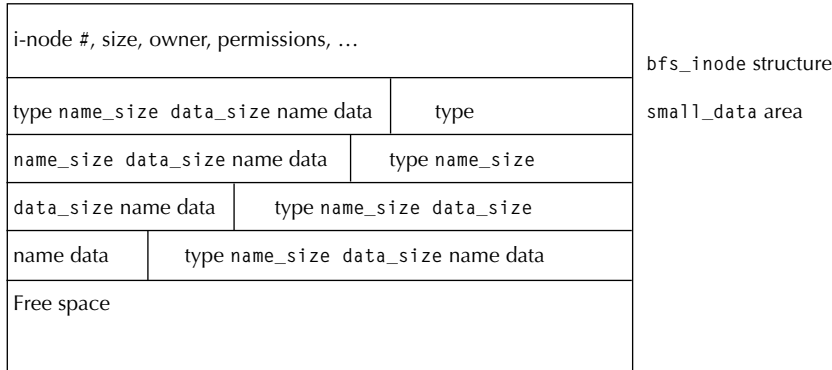 i-node #, size, owner, permissions, …
bfs_inode structure
type name_size data_size name data type
small_data area
name_size data_size name data type name_size
data_size name data type name_size data_size
name data type name_size data_size name data
Free space